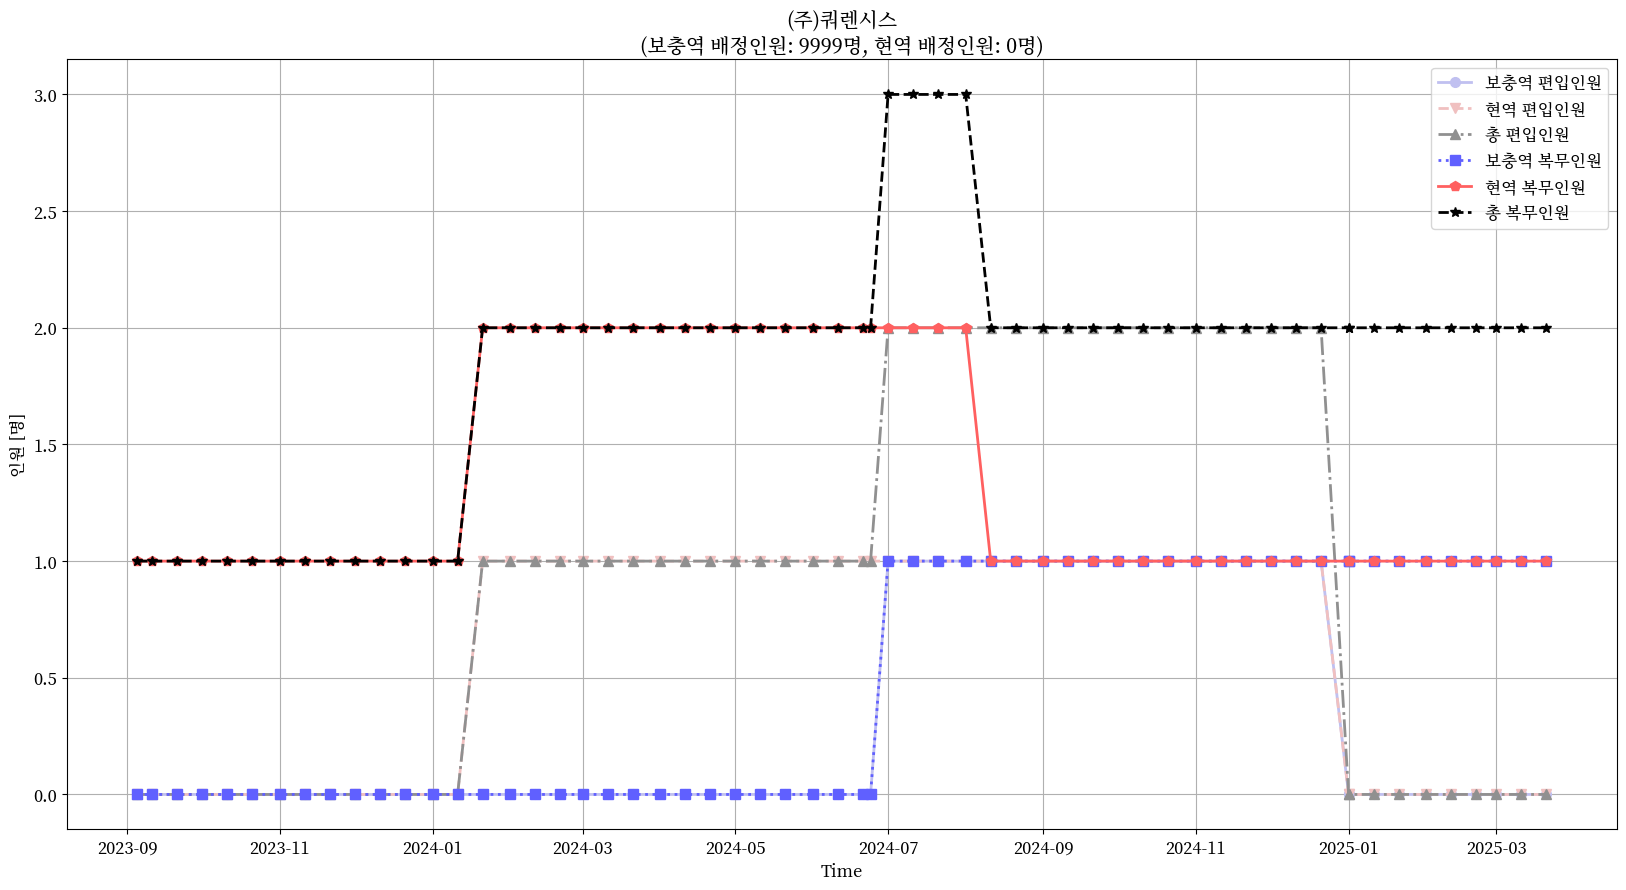 (주)쿼렌시스
(보충역 배정인원: 9999명, 현역 배정인원: 0명)
보충역 편입인원
현역 편입인원
총 편입인원
보충역 복무인원
현역 복무인원
총 복무인원
인원 [명]
3.0
2.5
2.0
1.5
1.0
0.5
0.0
2023-09 2023-11 2024-01 2024-03 2024-05 2024-07 2024-09 2024-11 2025-01 2025-03
Time